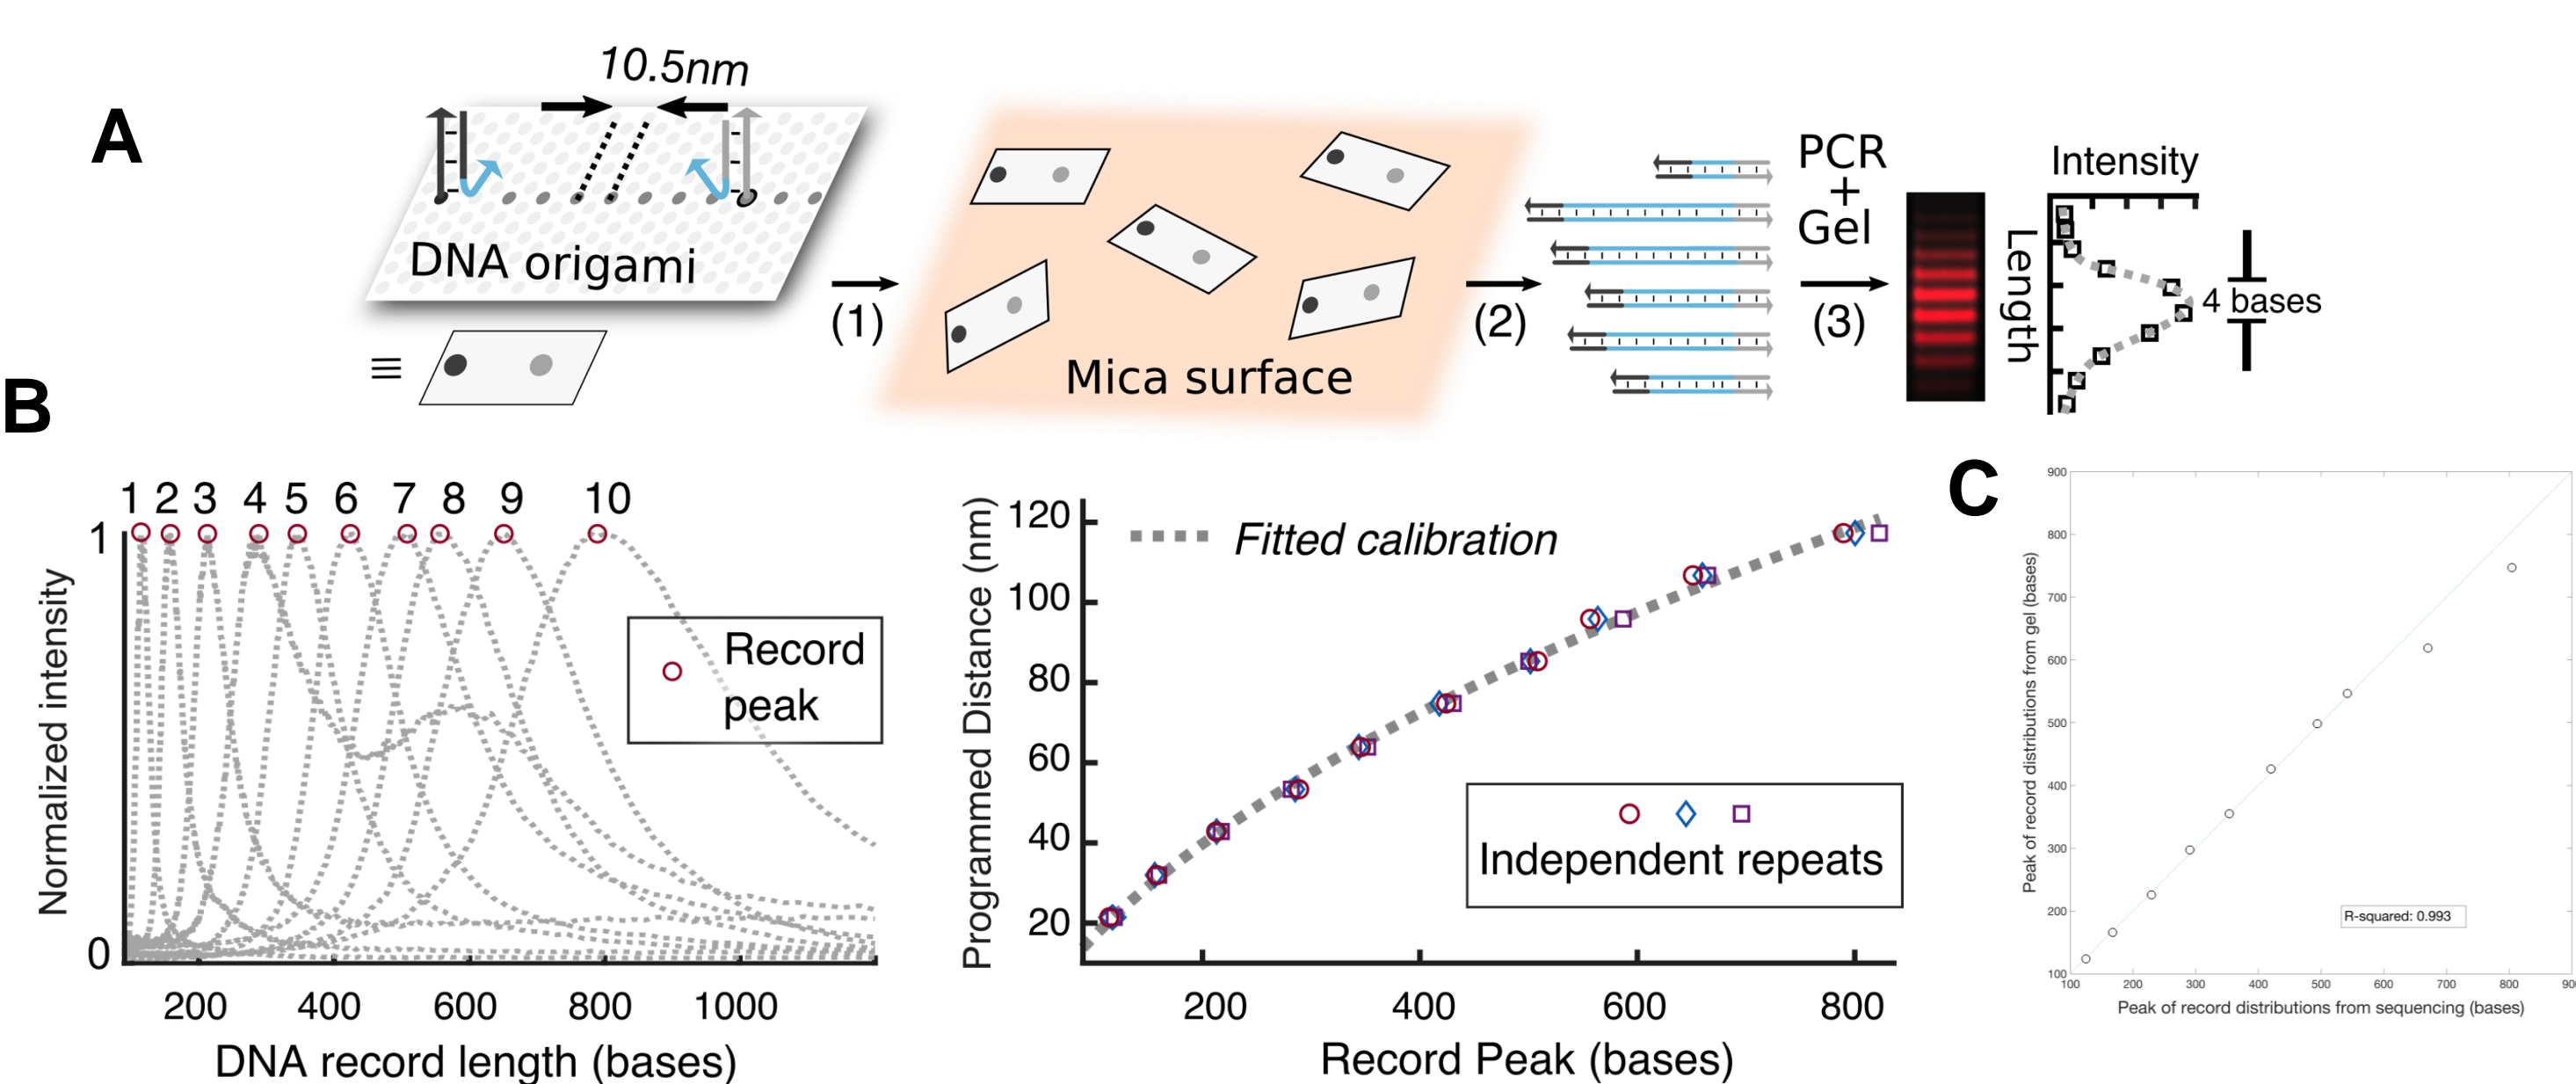 A
10.5nm
DNA origami
≡
(1)
Mica surface
(2)
PCR
+
Gel
(3)
Intensity
Length
4 bases
B
1 2 3 4 5 6 7 8 9 10
1
0
Normalized intensity
Record
peak
200 400 600 800 1000
DNA record length (bases)
120
100
80
60
40
20
Programmed Distance (nm)
Fitted calibration
Independent repeats
200 400 600 800
Record Peak (bases)
C
900
800
700
600
500
400
300
200
100
Peak of record distributions from gel (bases)
R-squared: 0.993
100 200 300 400 500 600 700 800 90
Peak of record distributions from sequencing (bases)